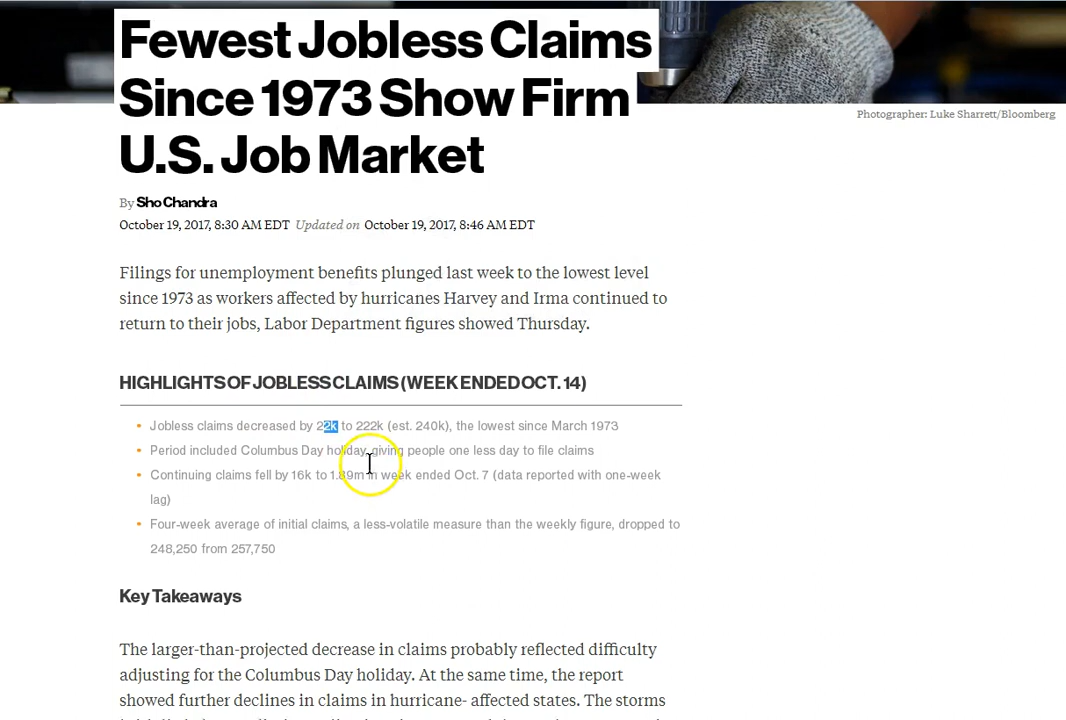 Fewest Jobless Claims
Since 1973 Show Firm
U.S. Job Market
Photographer: Luke Sharrett/Bloomberg
By Sho Chandra
October 19, 2017, 8:30 AM EDT Updated on October 19, 2017, 8:46 AM EDT
Filings for unemployment benefits plunged last week to the lowest level
since 1973 as workers affected by hurricanes Harvey and Irma continued to
return to their jobs, Labor Department figures showed Thursday.
HIGHLIGHTS OF JOBLESS CLAIMS (WEEK ENDED OCT. 14)
Jobless claims decreased by 22k to 222k (est. 240k), the lowest since March 1973
Period included Columbus Day holiday, giving people one less day to file claims
Continuing claims fell by 16k to 1.89m in week ended Oct. 7 (data reported with one-week
lag)
Four-week average of initial claims, a less-volatile measure than the weekly figure, dropped to
248,250 from 257,750
Key Takeaways
The larger-than-projected decrease in claims probably reflected difficulty
adjusting for the Columbus Day holiday. At the same time, the report
showed further declines in claims in hurricane- affected states. The storms